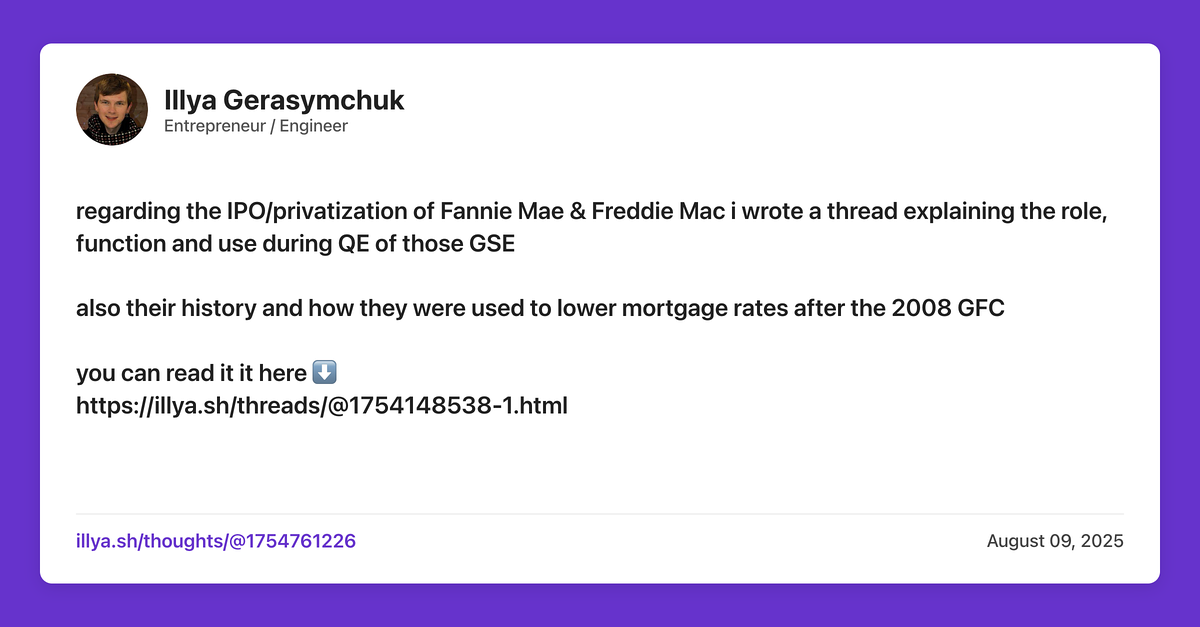 Illya Gerasymchuk
Entrepreneur / Engineer
regarding the IPO/privatization of Fannie Mae & Freddie Mac i wrote a thread explaining the role,
function and use during QE of those GSE
also their history and how they were used to lower mortgage rates after the 2008 GFC
you can read it it here ⬇️
https://illya.sh/threads/@1754148538-1.html
illya.sh/thoughts/@1754761226
August 09, 2025